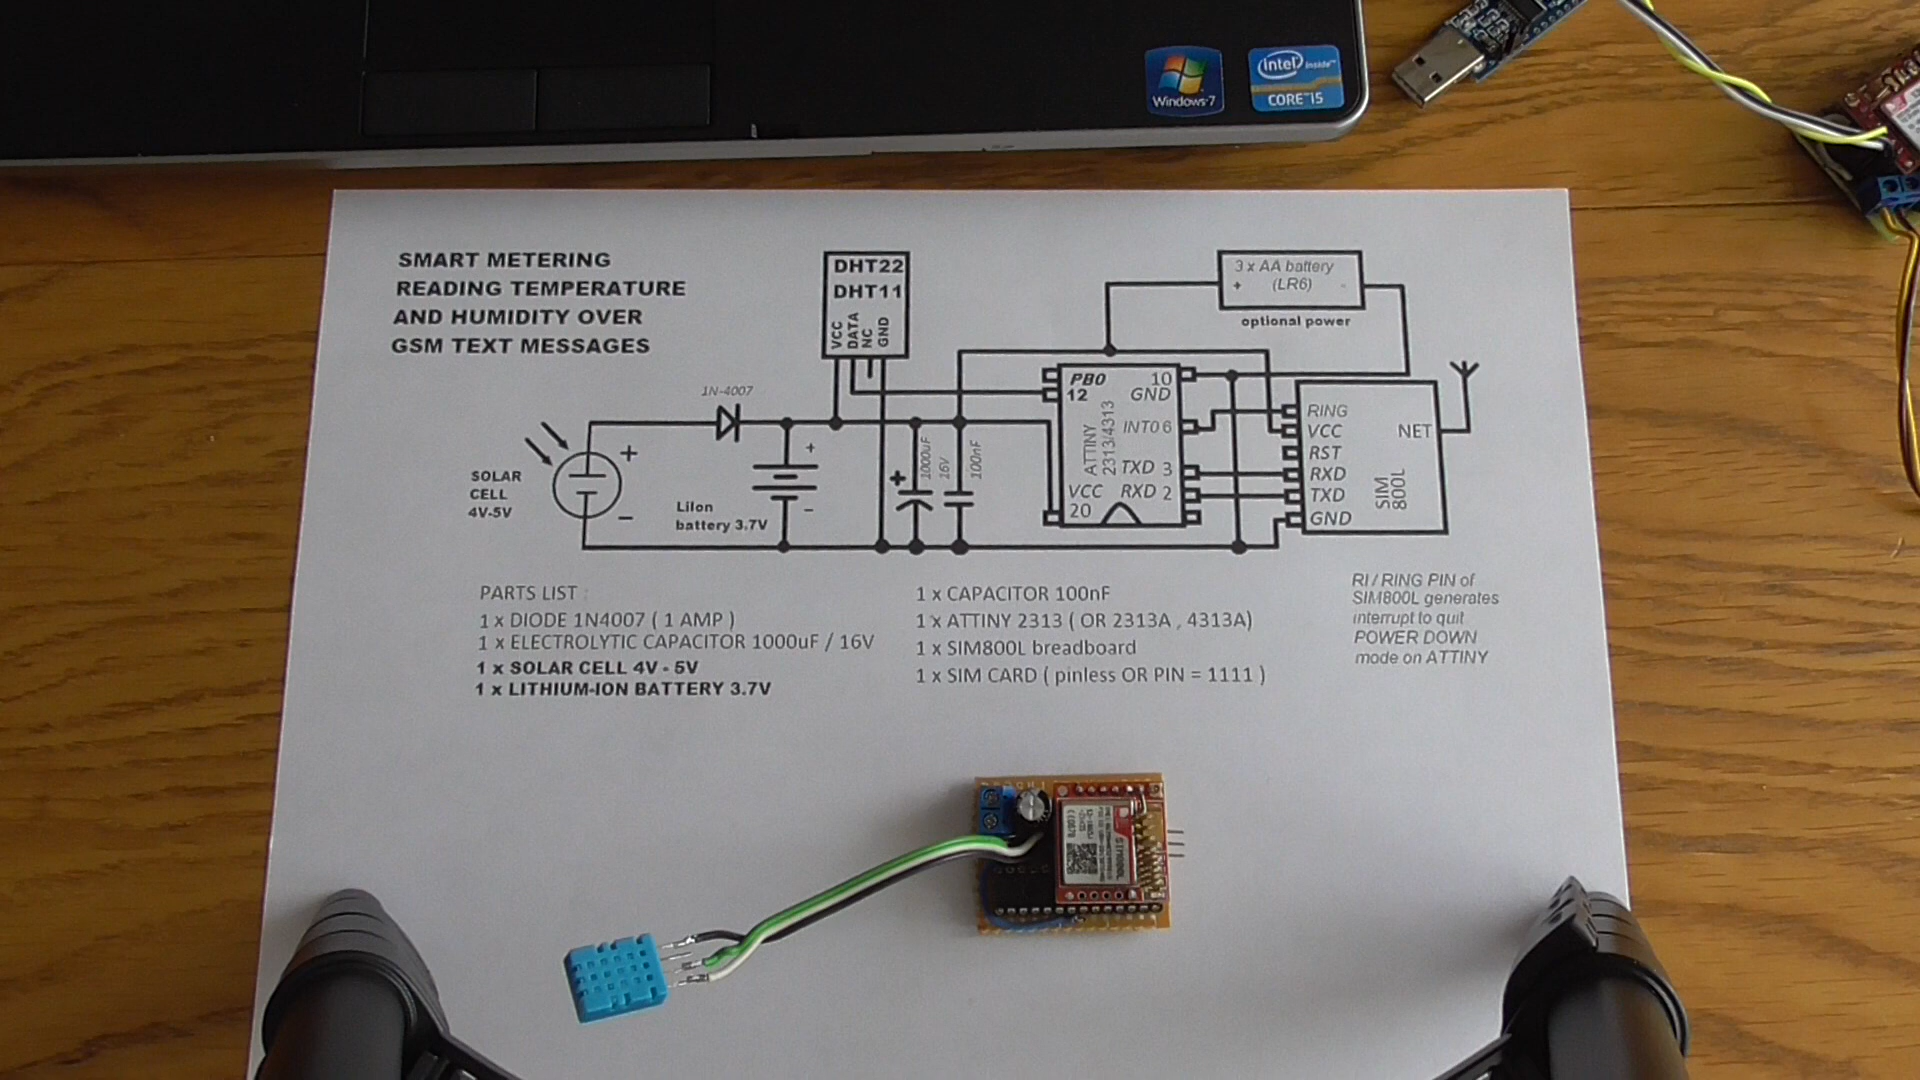 Windows 7
intel inside™
CORE™ i5
SMART METERING
READING TEMPERATURE
AND HUMIDITY OVER
GSM TEXT MESSAGES
DHT22
DHT11
VCC
DATA
NC
GND
3 x AA battery
+ (LR6) -
optional power
1N-4007
SOLAR
CELL
4V-5V
+
−
LiIon
battery 3.7V
+
−
+
1000uF
16V
100nF
PB0
12
10
GND
ATTINY
2313/4313
INT0 6
TXD 3
VCC RXD 2
20
RING
VCC
RST
RXD
TXD
GND
NET
SIM
800L
PARTS LIST :
1 x DIODE 1N4007 ( 1 AMP )
1 x ELECTROLYTIC CAPACITOR 1000uF / 16V
1 x SOLAR CELL 4V - 5V
1 x LITHIUM-ION BATTERY 3.7V
1 x CAPACITOR 100nF
1 x ATTINY 2313 ( OR 2313A , 4313A)
1 x SIM800L breadboard
1 x SIM CARD ( pinless OR PIN = 1111 )
RI / RING PIN of
SIM800L generates
interrupt to quit
POWER DOWN
mode on ATTINY
SIM800L